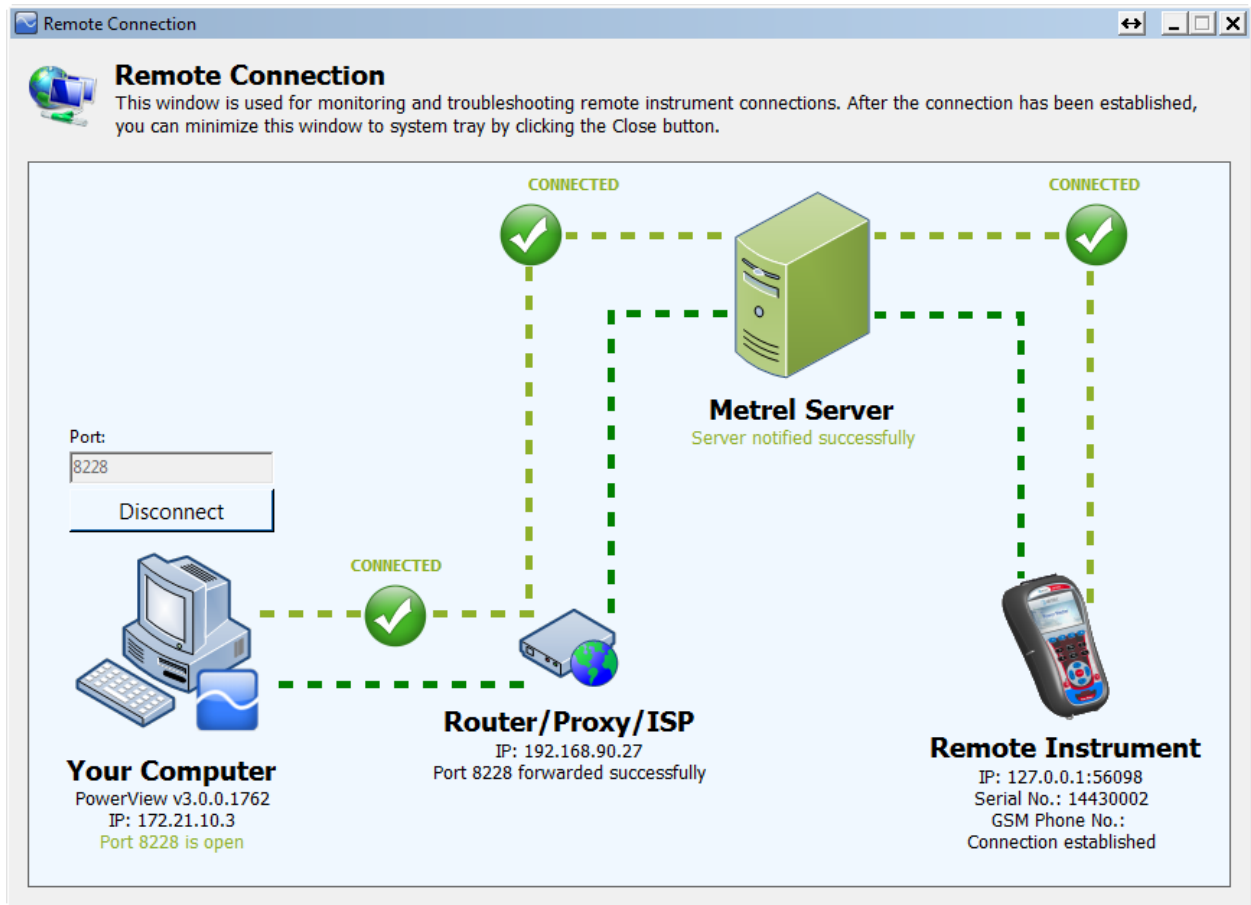 Remote Connection
Remote Connection
This window is used for monitoring and troubleshooting remote instrument connections. After the connection has been established,
you can minimize this window to system tray by clicking the Close button.
CONNECTED
CONNECTED
Metrel Server
Server notified successfully
Port:
8228
Disconnect
CONNECTED
Router/Proxy/ISP
IP: 192.168.90.27
Port 8228 forwarded successfully
Your Computer
PowerView v3.0.0.1762
IP: 172.21.10.3
Port 8228 is open
Remote Instrument
IP: 127.0.0.1:56098
Serial No.: 14430002
GSM Phone No.:
Connection established